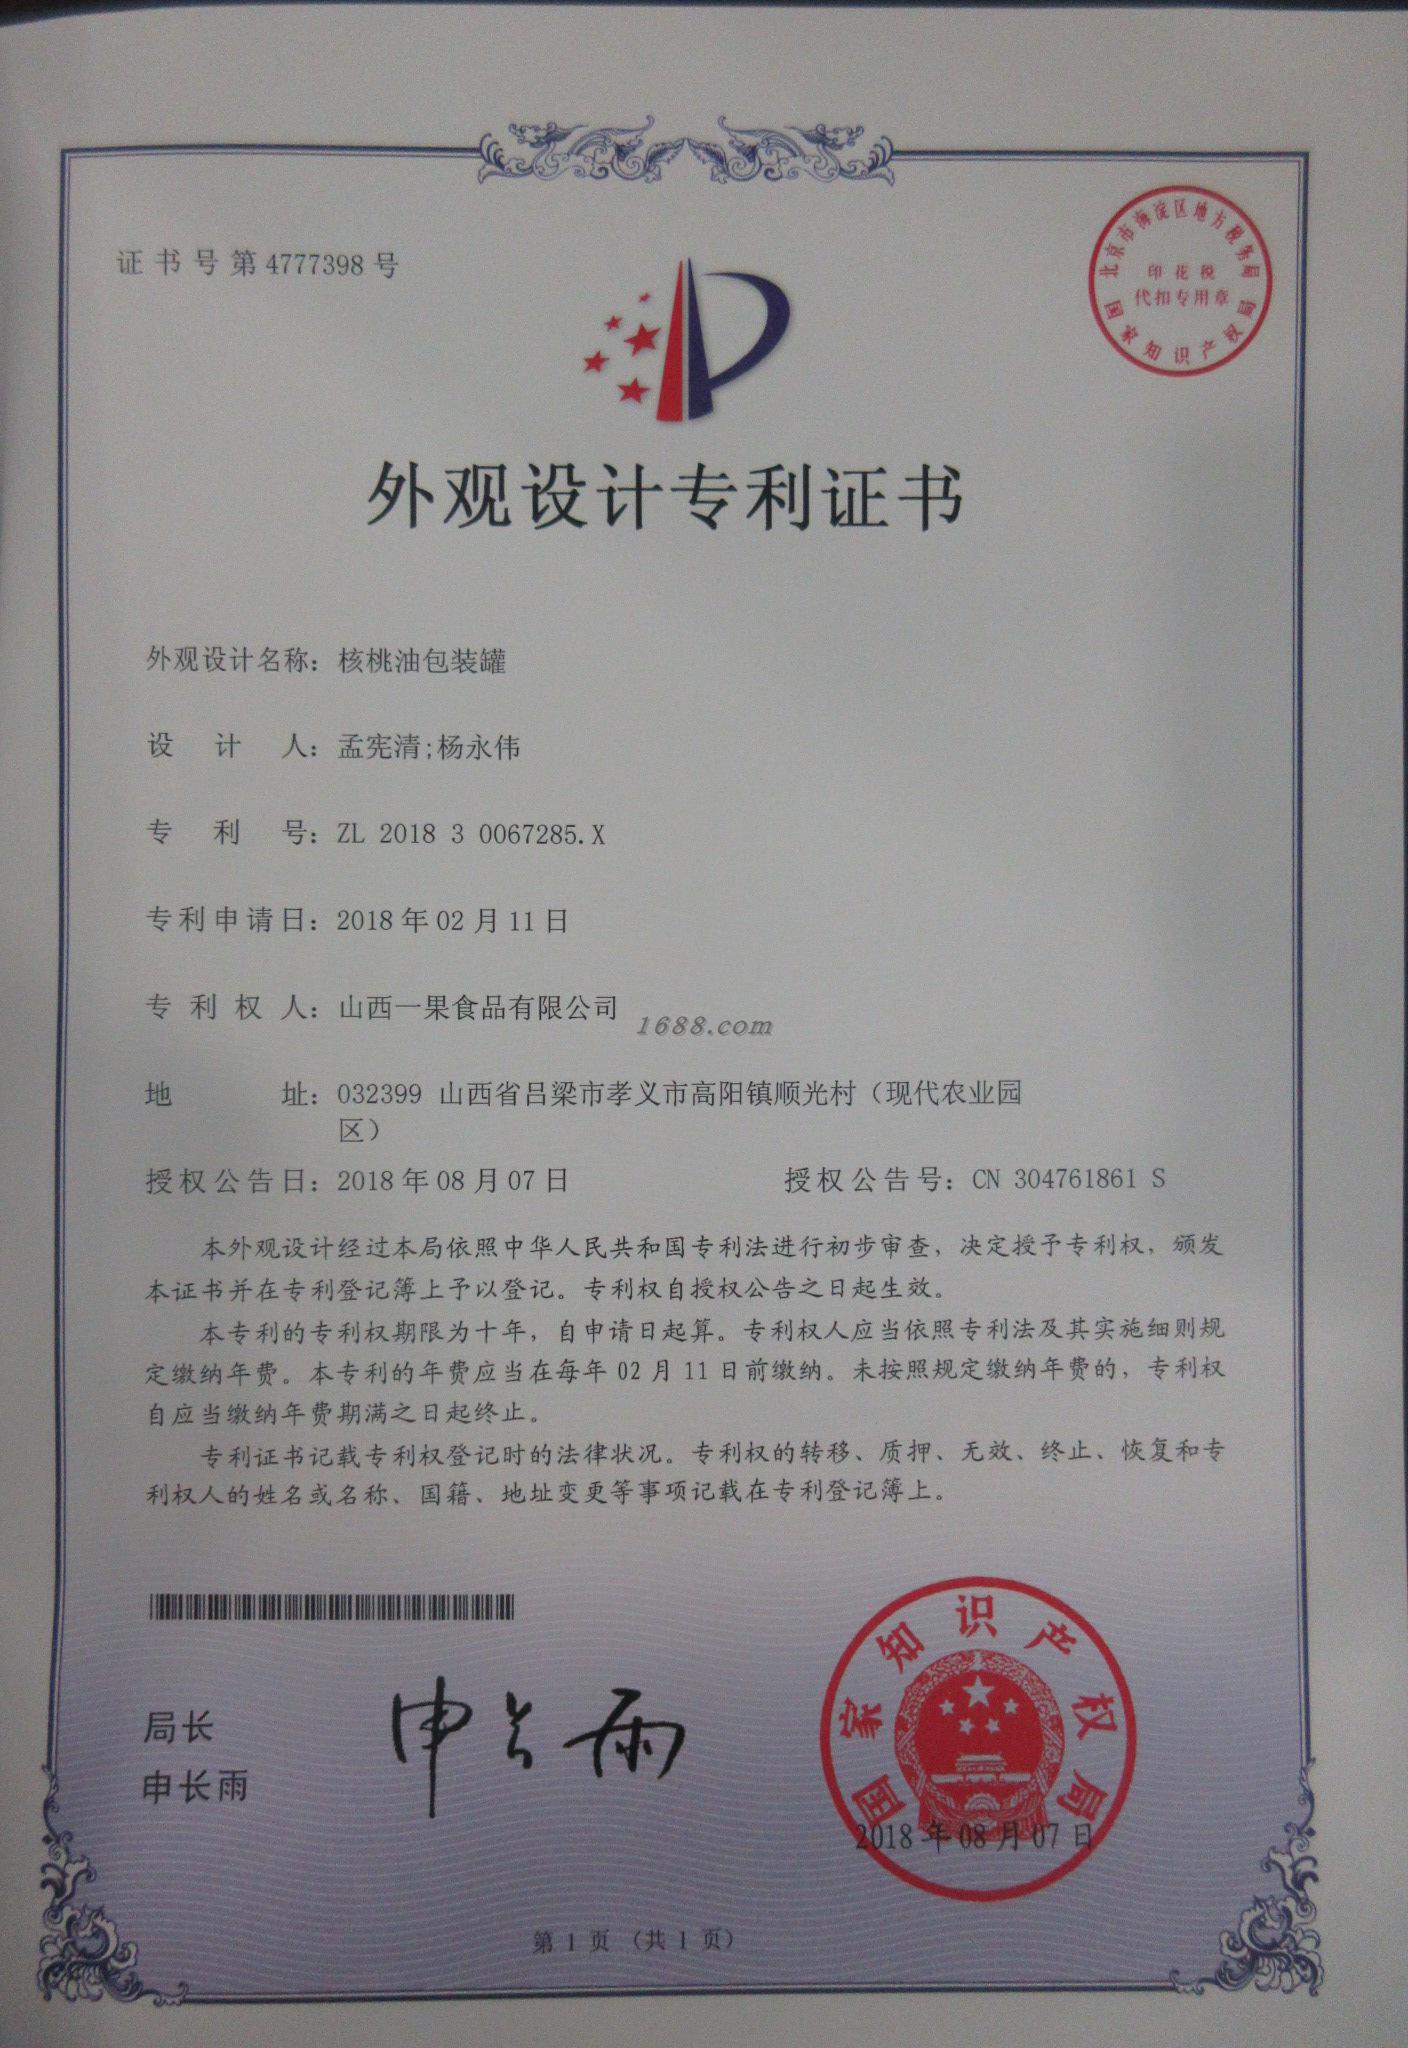 证书号第4777398号
北京市海淀区地方税务局
印花税
代扣专用章
国家知识产权局
外观设计专利证书
外观设计名称：核桃油包装罐
设计人：孟宪清;杨永伟
专利号：ZL 2018 3 0067285.X
专利申请日：2018年02月11日
专利权人：山西一果食品有限公司
1688.com
地址：032399 山西省吕梁市孝义市高阳镇顺光村（现代农业园
区）
授权公告日：2018年08月07日 授权公告号：CN 304761861 S
本外观设计经过本局依照中华人民共和国专利法进行初步审查，决定授予专利权，颁发
本证书并在专利登记簿上予以登记。专利权自授权公告之日起生效。
本专利的专利权期限为十年，自申请日起算。专利权人应当依照专利法及其实施细则规
定缴纳年费。本专利的年费应当在每年02月11日前缴纳。未按照规定缴纳年费的，专利权
自应当缴纳年费期满之日起终止。
专利证书记载专利权登记时的法律状况。专利权的转移、质押、无效、终止、恢复和专
利权人的姓名或名称、国籍、地址变更等事项记载在专利登记簿上。
局长
申长雨
申长雨
国家知识产权局
2018年08月07日
第1页（共1页）